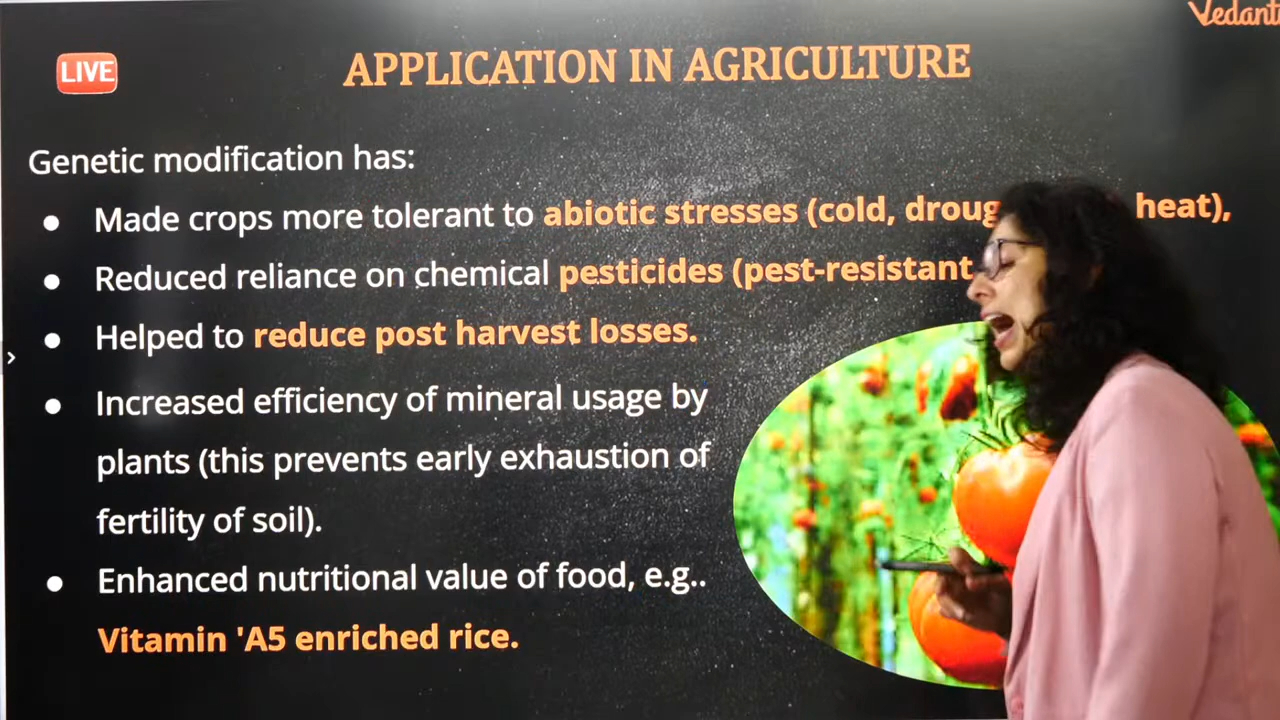 Vedant
LIVE
APPLICATION IN AGRICULTURE
Genetic modification has:
● Made crops more tolerant to abiotic stresses (cold, droug heat),
● Reduced reliance on chemical pesticides (pest-resistant
● Helped to reduce post harvest losses.
● Increased efficiency of mineral usage by
plants (this prevents early exhaustion of
fertility of soil).
● Enhanced nutritional value of food, e.g..
Vitamin 'A5 enriched rice.